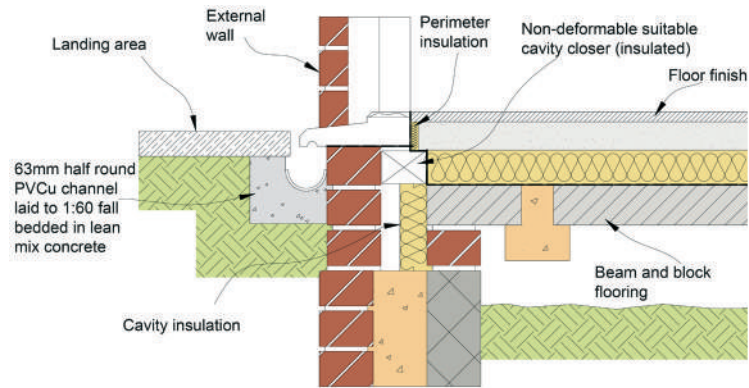 External
wall
Landing area
Perimeter
insulation
Non-deformable suitable
cavity closer (insulated)
Floor finish
63mm half round
PVCu channel
laid to 1:60 fall
bedded in lean
mix concrete
Cavity insulation
Beam and block
flooring